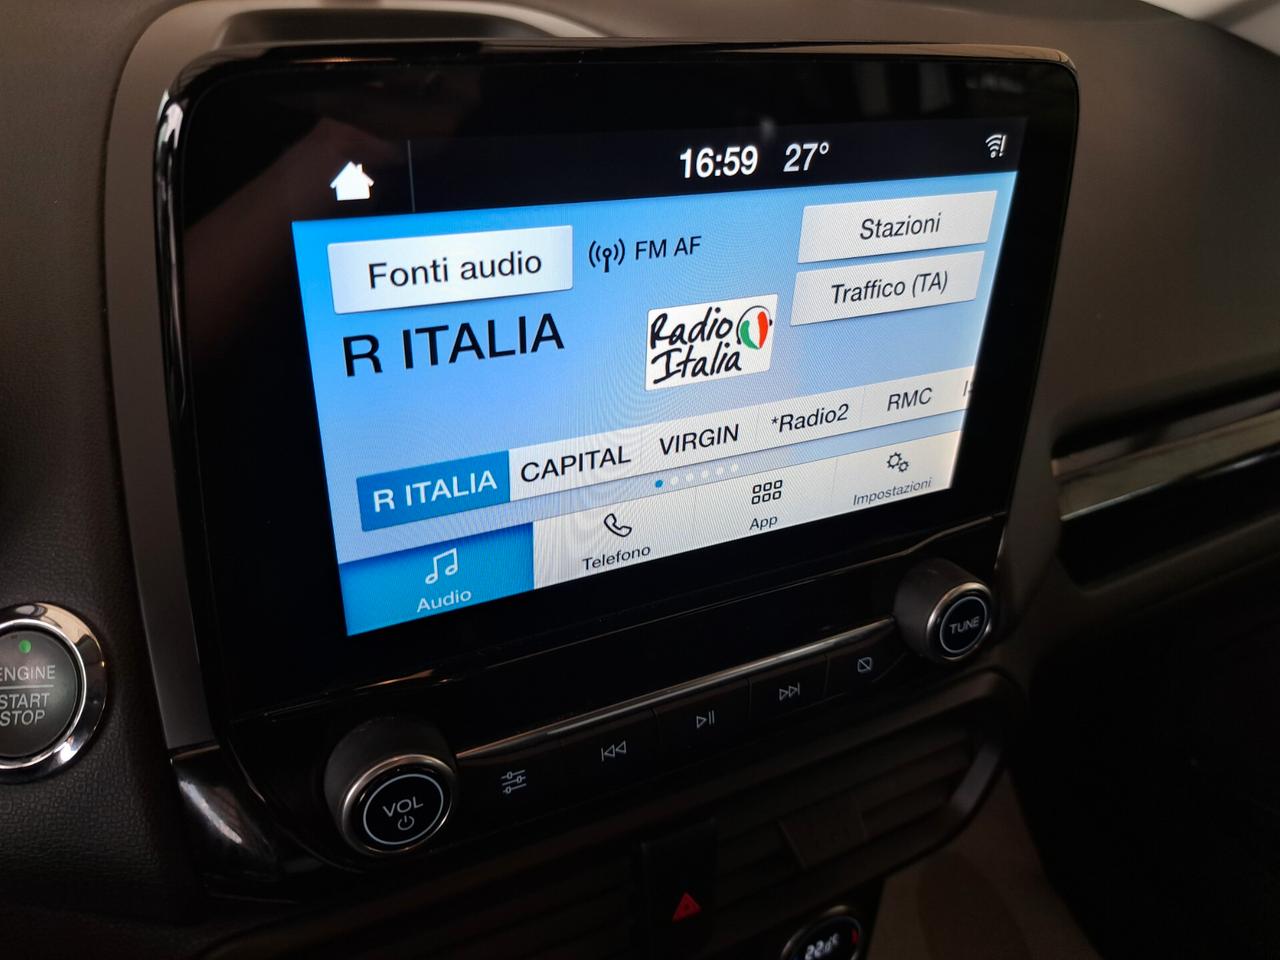 16:59 27°
Fonti audio
FM AF
Stazioni
Traffico (TA)
R ITALIA
Radio
Italia
R ITALIA
CAPITAL
VIRGIN
*Radio2
RMC
Audio
Telefono
App
Impostazioni
ENGINE
START
STOP
VOL
TUNE